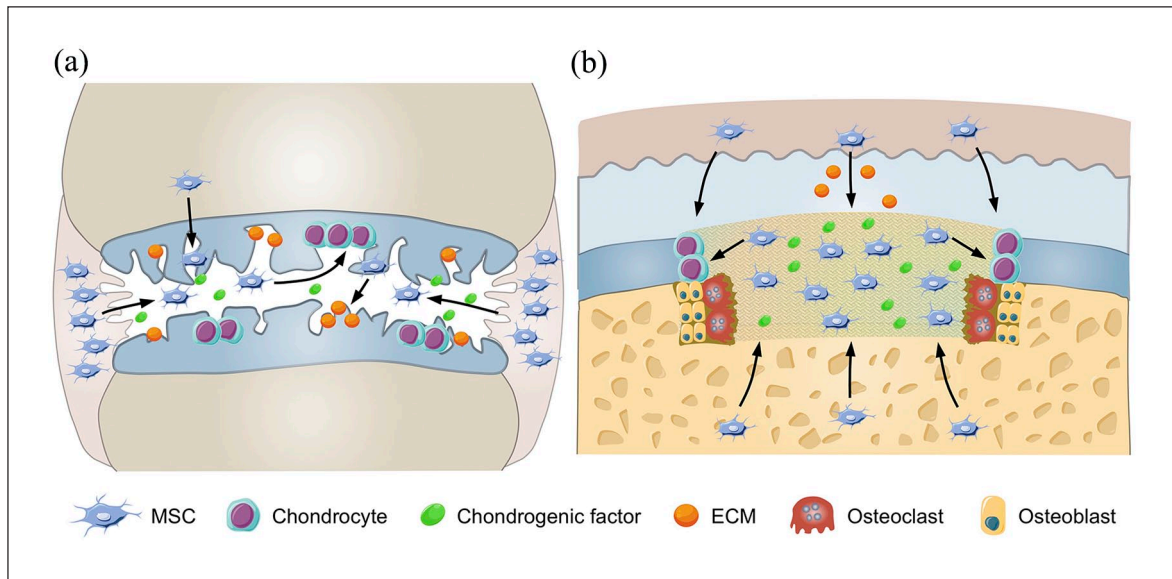 (a)
(b)
MSC
Chondrocyte
Chondrogenic factor
ECM
Osteoclast
Osteoblast